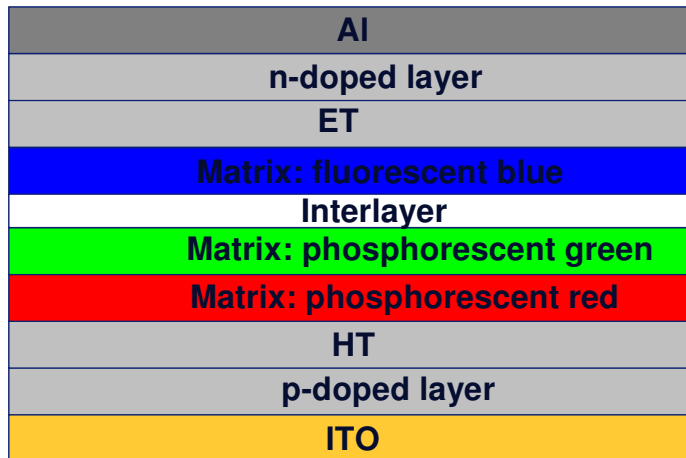 Al
n-doped layer
ET
Matrix: fluorescent blue
Interlayer
Matrix: phosphorescent green
Matrix: phosphorescent red
HT
p-doped layer
ITO